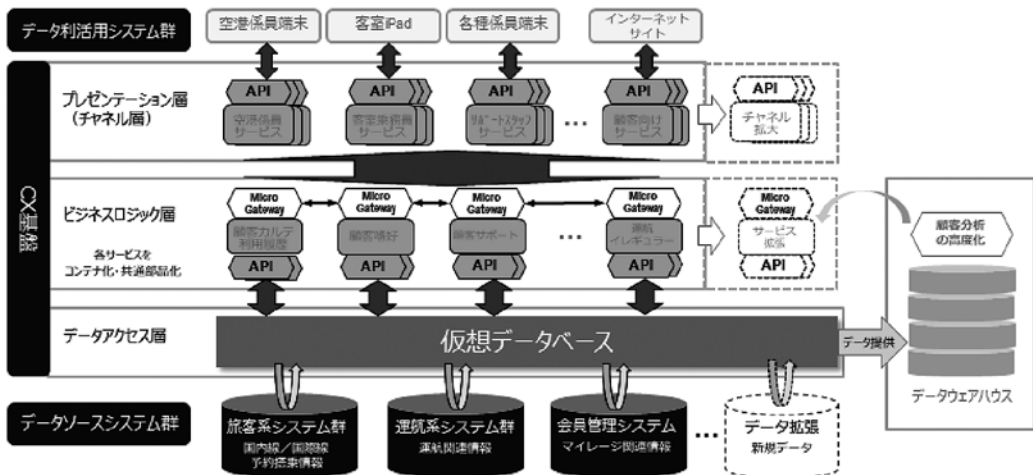 データ利活用システム群
空港係員端末
客室iPad
各種係員端末
インターネット
サイト
CX基盤
プレゼンテーション層
(チャネル層)
API
空港係員
サービス
API
客室乗務員
サービス
API
サポートスタッフ
サービス
...
API
顧客向け
サービス
API
チャネル
拡大
ビジネスロジック層
各サービスを
コンテナ化・共通部品化
Micro
Gateway
顧客カルテ
利用履歴
API
Micro
Gateway
顧客嗜好
API
Micro
Gateway
顧客サポート
API
...
Micro
Gateway
運航
イレギュラー
API
Micro
Gateway
サービス
拡張
API
顧客分析
の高度化
データアクセス層
仮想データベース
データ提供
データウェアハウス
データソースシステム群
旅客系システム群
国内線/国際線
予約搭乗情報
運航系システム群
運航関連情報
会員管理システム
マイレージ関連情報
...
データ拡張
新規データ